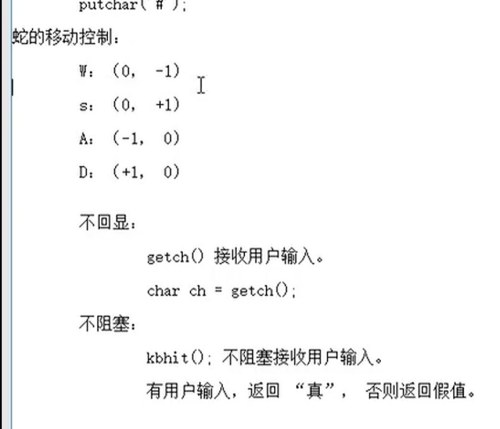 putchar('#');
蛇的移动控制：
W：（0， -1）
s：（0， +1）
A：（-1， 0）
D：（+1， 0）
不回显：
getch() 接收用户输入。
char ch = getch();
不阻塞：
kbhit(); 不阻塞接收用户输入。
有用户输入，返回 “真”， 否则返回假值。